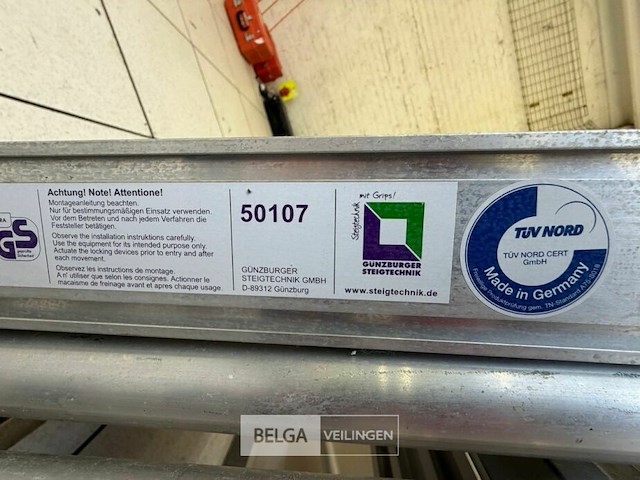 GS
Achtung! Note! Attentione!
Montageanleitung beachten.
Nur für bestimmungsmäßigen Einsatz verwenden.
Vor dem Betreten und nach jedem Verfahren die
Feststeller betätigen.
Observe the installation instruktions carefully.
Use the equipment for its intended purpose only.
Actuate the locking devices prior to entry and after
each movement.
Observez les instructions de montage.
A n' utiliser que selon les consignes. Actionner le
macaisme de freinage avant et apres chaque usage.
50107
GÜNZBURGER
STEIGTECHNIK GMBH
D-89312 Günzburg
mit Grips!
Steigtechnik
GÜNZBURGER
STEIGTECHNIK
www.steigtechnik.de
TÜV NORD
TÜV NORD CERT
GmbH
Made in Germany
BELGA VEILINGEN